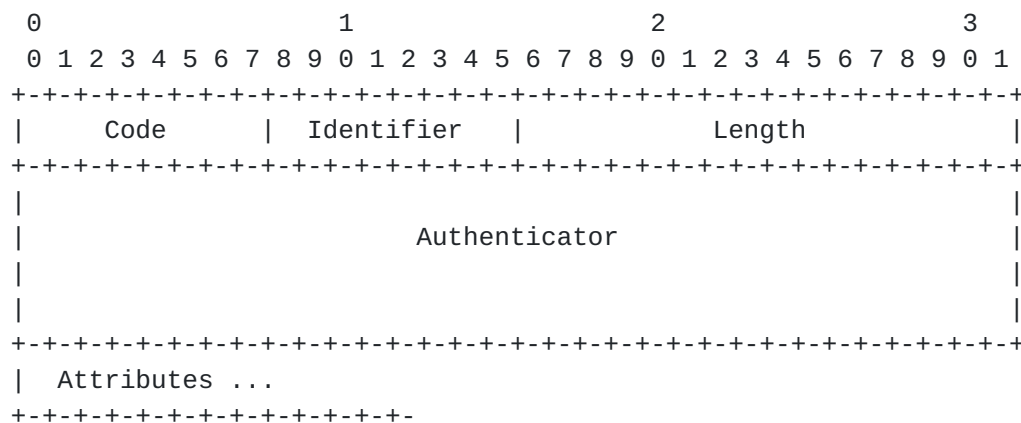 0                   1                   2                   3
 0 1 2 3 4 5 6 7 8 9 0 1 2 3 4 5 6 7 8 9 0 1 2 3 4 5 6 7 8 9 0 1
+-+-+-+-+-+-+-+-+-+-+-+-+-+-+-+-+-+-+-+-+-+-+-+-+-+-+-+-+-+-+-+-+
|     Code      |  Identifier   |            Length             |
+-+-+-+-+-+-+-+-+-+-+-+-+-+-+-+-+-+-+-+-+-+-+-+-+-+-+-+-+-+-+-+-+
|                                                               |
|                         Authenticator                         |
|                                                               |
|                                                               |
+-+-+-+-+-+-+-+-+-+-+-+-+-+-+-+-+-+-+-+-+-+-+-+-+-+-+-+-+-+-+-+-+
|  Attributes ...
+-+-+-+-+-+-+-+-+-+-+-+-+-